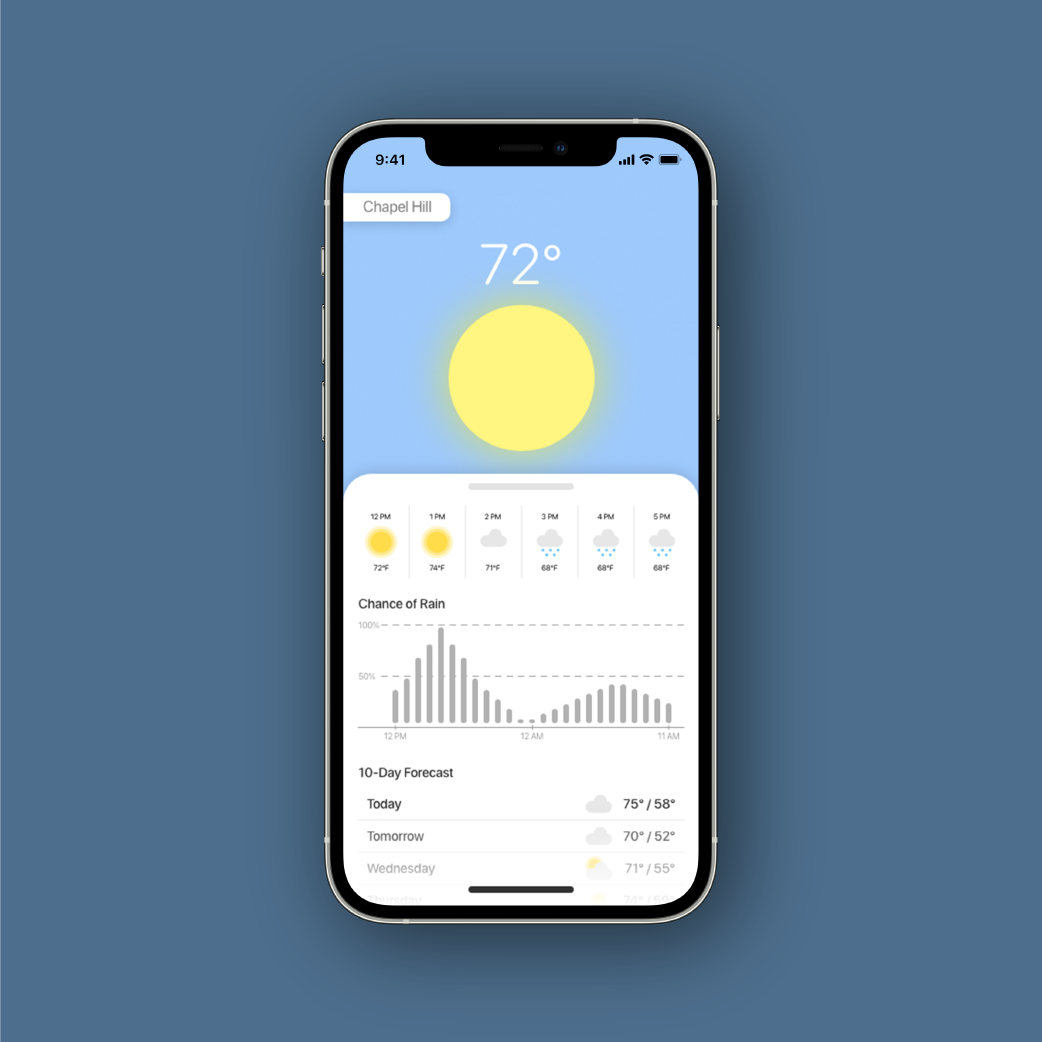 9:41
Chapel Hill
72°
12 PM 1 PM 2 PM 3 PM 4 PM 5 PM
72°F 74°F 71°F 68°F 68°F 68°F
Chance of Rain
100%
50%
12 PM 12 AM 11 AM
10-Day Forecast
Today 75° / 58°
Tomorrow 70° / 52°
Wednesday 71° / 55°
Thursday